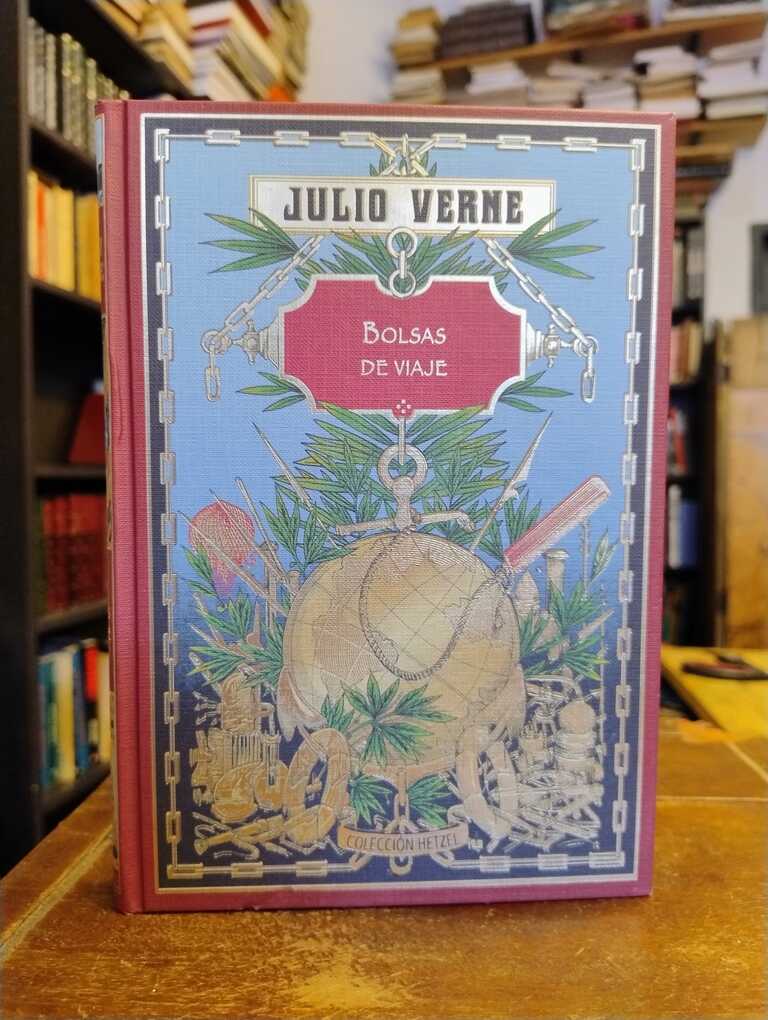 JULIO VERNE
BOLSAS
DE VIAJE
COLECCIÓN HETZEL